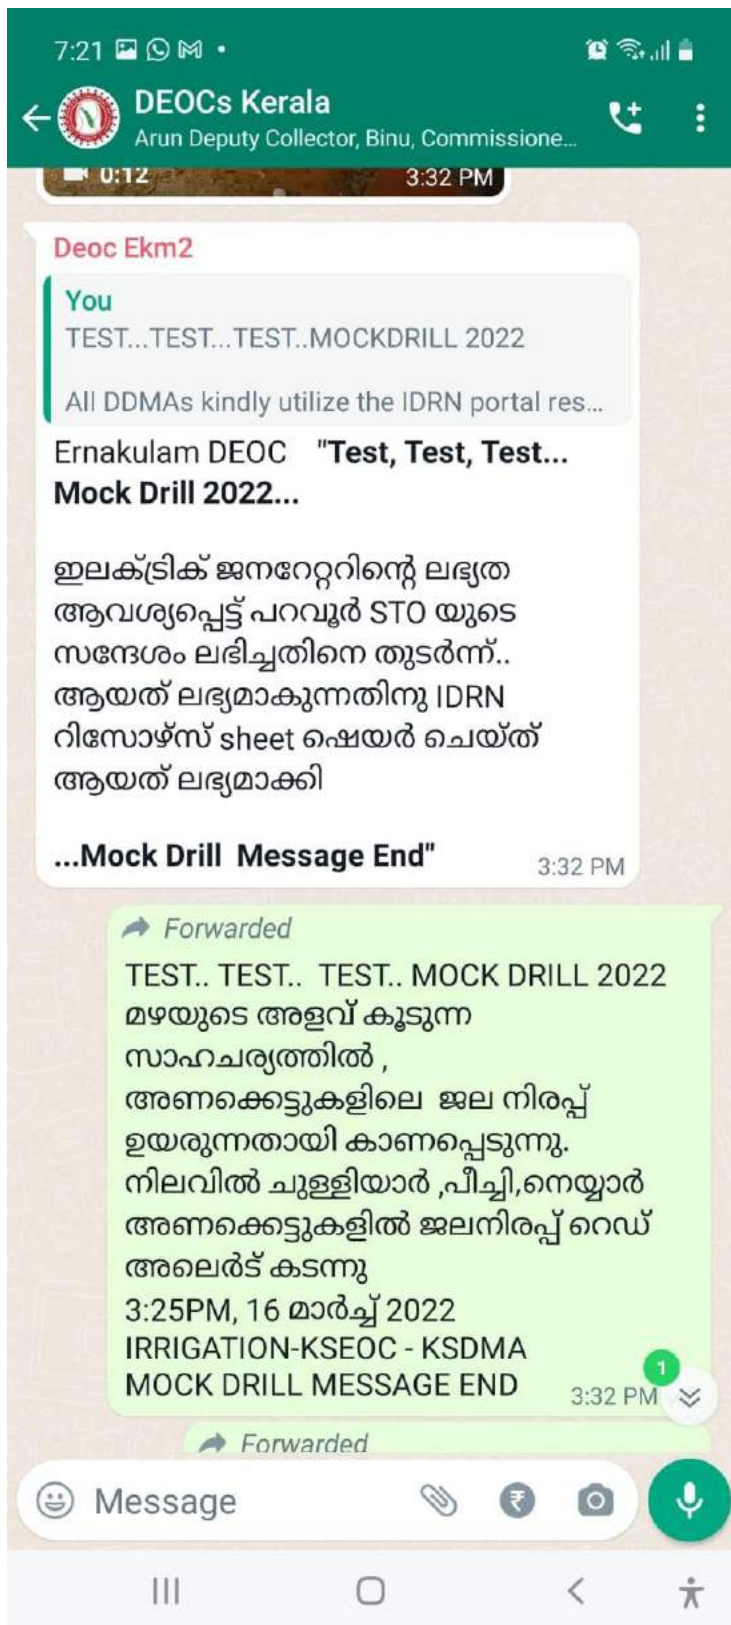 7:21
DEOCs Kerala
Arun Deputy Collector, Binu, Commissione...
0:12 3:32 PM
Deoc Ekm2
You
TEST...TEST...TEST..MOCKDRILL 2022
All DDMAs kindly utilize the IDRN portal res...
Ernakulam DEOC "Test, Test, Test...
Mock Drill 2022...
ഇലക്ട്രിക് ജനറേറ്ററിന്റെ ലഭ്യത
ആവശ്യപ്പെട്ട് പറവൂർ STO യുടെ
സന്ദേശം ലഭിച്ചതിനെ തുടർന്ന്..
ആയത് ലഭ്യമാകുന്നതിനു IDRN
റിസോഴ്സ് sheet ഷെയർ ചെയ്ത്
ആയത് ലഭ്യമാക്കി
...Mock Drill Message End"
3:32 PM
Forwarded
TEST.. TEST.. TEST.. MOCK DRILL 2022
മഴയുടെ അളവ് കൂടുന്ന
സാഹചര്യത്തിൽ ,
അണക്കെട്ടുകളിലെ ജല നിരപ്പ്
ഉയരുന്നതായി കാണപ്പെടുന്നു.
നിലവിൽ ചുള്ളിയാർ ,പീച്ചി,നെയ്യാർ
അണക്കെട്ടുകളിൽ ജലനിരപ്പ് റെഡ്
അലെർട് കടന്നു
3:25PM, 16 മാർച്ച് 2022
IRRIGATION-KSEOC - KSDMA
MOCK DRILL MESSAGE END
3:32 PM
1
Forwarded
Message